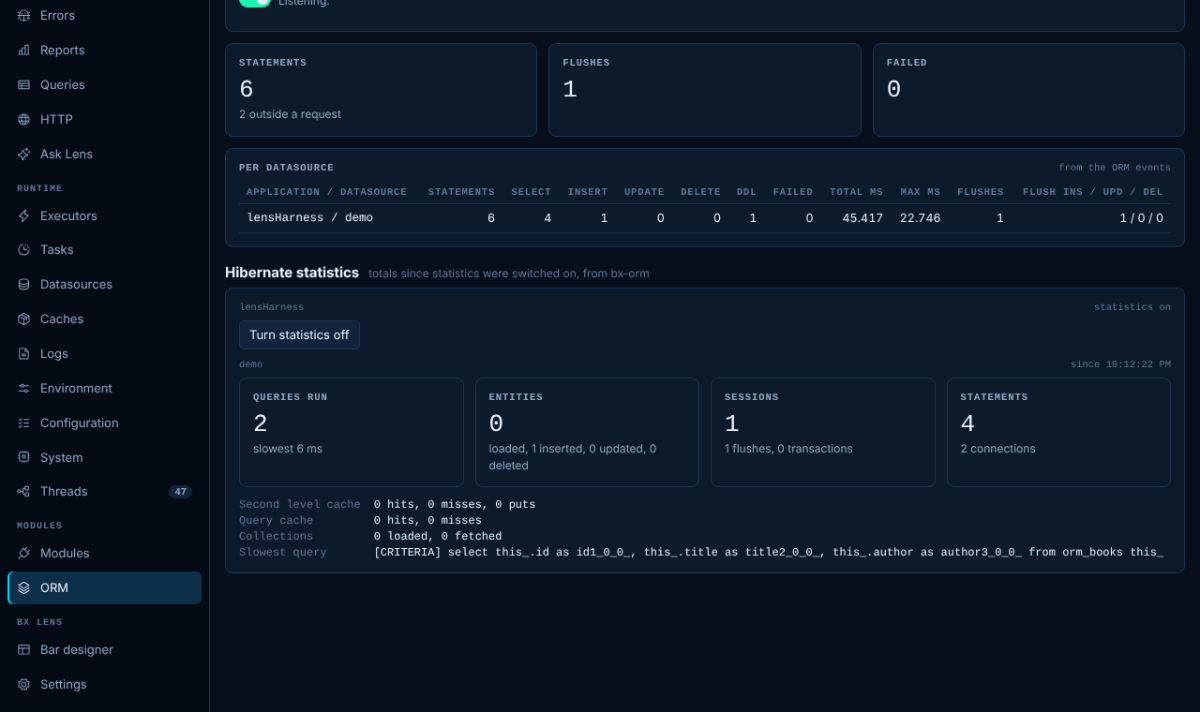 Errors
Reports
Queries
HTTP
Ask Lens
RUNTIME
Executors
Tasks
Datasources
Caches
Logs
Environment
Configuration
System
Threads 47
MODULES
Modules
ORM
BX LENS
Bar designer
Settings
Listening.
STATEMENTS
6
2 outside a request
FLUSHES
1
FAILED
0
PER DATASOURCE from the ORM events
APPLICATION / DATASOURCE STATEMENTS SELECT INSERT UPDATE DELETE DDL FAILED TOTAL MS MAX MS FLUSHES FLUSH INS / UPD / DEL
lensHarness / demo 6 4 1 0 0 1 0 45.417 22.746 1 1 / 0 / 0
Hibernate statistics totals since statistics were switched on, from bx-orm
lensHarness statistics on
Turn statistics off
demo since 10:12:22 PM
QUERIES RUN
2
slowest 6 ms
ENTITIES
0
loaded, 1 inserted, 0 updated, 0
deleted
SESSIONS
1
1 flushes, 0 transactions
STATEMENTS
4
2 connections
Second level cache 0 hits, 0 misses, 0 puts
Query cache 0 hits, 0 misses
Collections 0 loaded, 0 fetched
Slowest query [CRITERIA] select this_.id as id1_0_0_, this_.title as title2_0_0_, this_.author as author3_0_0_ from orm_books this_